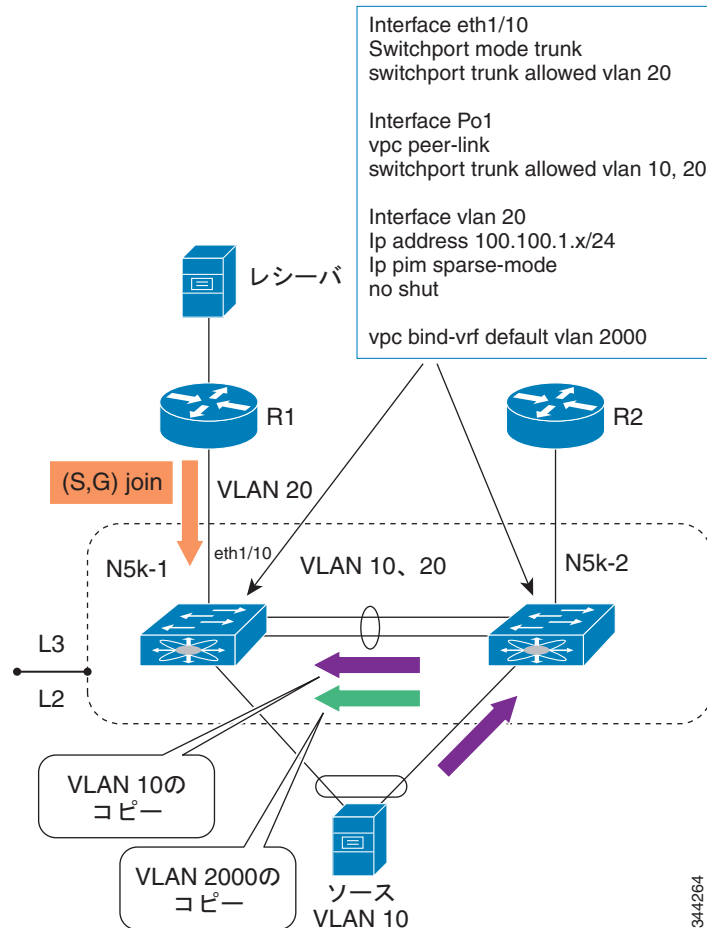 Interface eth1/10
Switchport mode trunk
switchport trunk allowed vlan 20
Interface Po1
vpc peer-link
switchport trunk allowed vlan 10, 20
Interface vlan 20
Ip address 100.100.1.x/24
Ip pim sparse-mode
no shut
vpc bind-vrf default vlan 2000
レシーバ
R1
R2
(S,G) join
VLAN 20
eth1/10
N5k-1
VLAN 10、20
N5k-2
L3
L2
VLAN 10の
コピー
VLAN 2000の
コピー
ソース
VLAN 10
344264